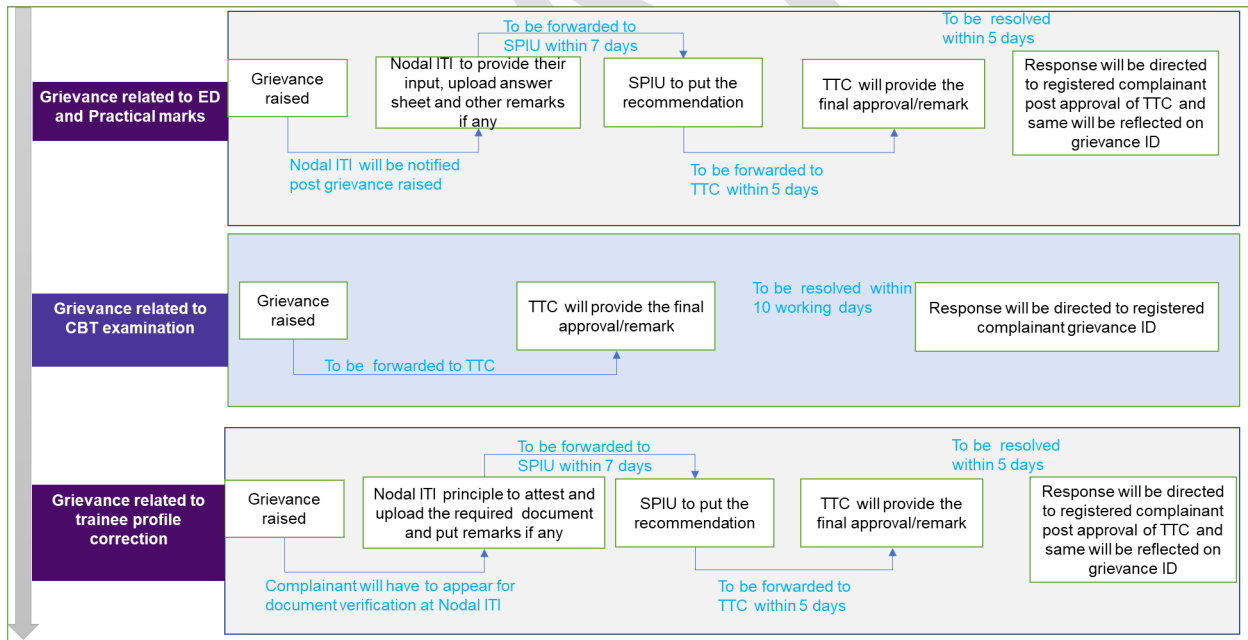 Grievance related to ED
and Practical marks
Grievance
raised
Nodal ITI will be notified
post grievance raised
Nodal ITI to provide their
input, upload answer
sheet and other remarks
if any
To be forwarded to
SPIU within 7 days
SPIU to put the
recommendation
To be forwarded to
TTC within 5 days
TTC will provide the
final approval/remark
To be resolved
within 5 days
Response will be directed
to registered complainant
post approval of TTC and
same will be reflected on
grievance ID
Grievance related to
CBT examination
Grievance
raised
To be forwarded to TTC
TTC will provide the final
approval/remark
To be resolved within
10 working days
Response will be directed to registered
complainant grievance ID
Grievance related to
trainee profile
correction
Grievance
raised
Complainant will have to appear for
document verification at Nodal ITI
Nodal ITI principle to attest and
upload the required document
and put remarks if any
To be forwarded to
SPIU within 7 days
SPIU to put the
recommendation
To be forwarded to
TTC within 5 days
TTC will provide the
final approval/remark
To be resolved
within 5 days
Response will be directed
to registered complainant
post approval of TTC and
same will be reflected on
grievance ID